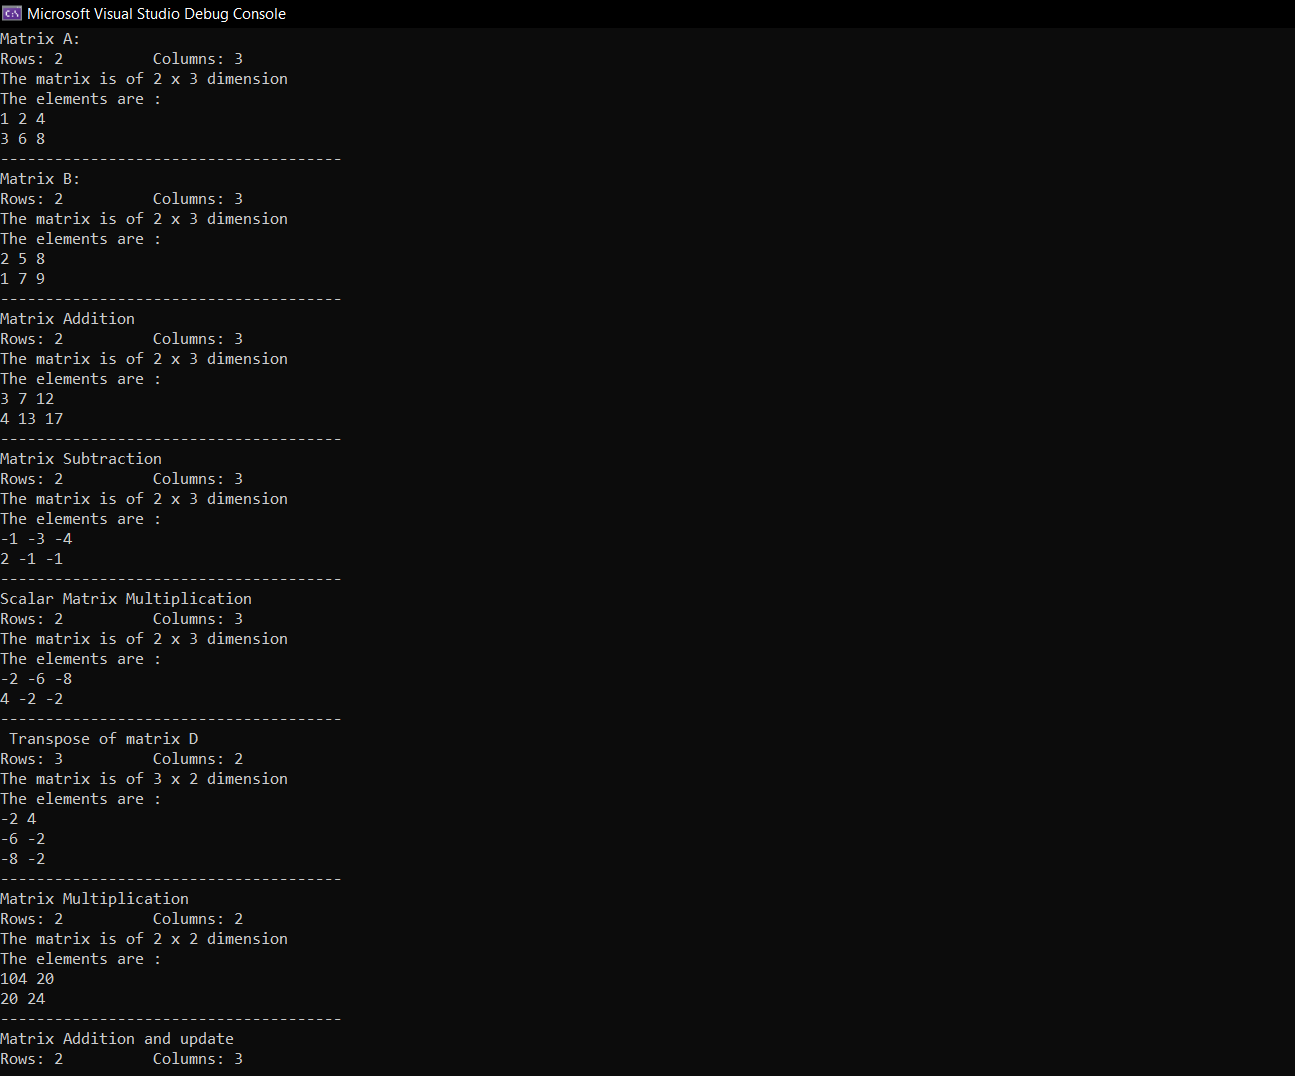 C:\ Microsoft Visual Studio Debug Console
Matrix A:
Rows: 2          Columns: 3
The matrix is of 2 x 3 dimension
The elements are :
1 2 4
3 6 8
--------------------------------------
Matrix B:
Rows: 2          Columns: 3
The matrix is of 2 x 3 dimension
The elements are :
2 5 8
1 7 9
--------------------------------------
Matrix Addition
Rows: 2          Columns: 3
The matrix is of 2 x 3 dimension
The elements are :
3 7 12
4 13 17
--------------------------------------
Matrix Subtraction
Rows: 2          Columns: 3
The matrix is of 2 x 3 dimension
The elements are :
-1 -3 -4
2 -1 -1
--------------------------------------
Scalar Matrix Multiplication
Rows: 2          Columns: 3
The matrix is of 2 x 3 dimension
The elements are :
-2 -6 -8
4 -2 -2
--------------------------------------
 Transpose of matrix D
Rows: 3          Columns: 2
The matrix is of 3 x 2 dimension
The elements are :
-2 4
-6 -2
-8 -2
--------------------------------------
Matrix Multiplication
Rows: 2          Columns: 2
The matrix is of 2 x 2 dimension
The elements are :
104 20
20 24
--------------------------------------
Matrix Addition and update
Rows: 2          Columns: 3